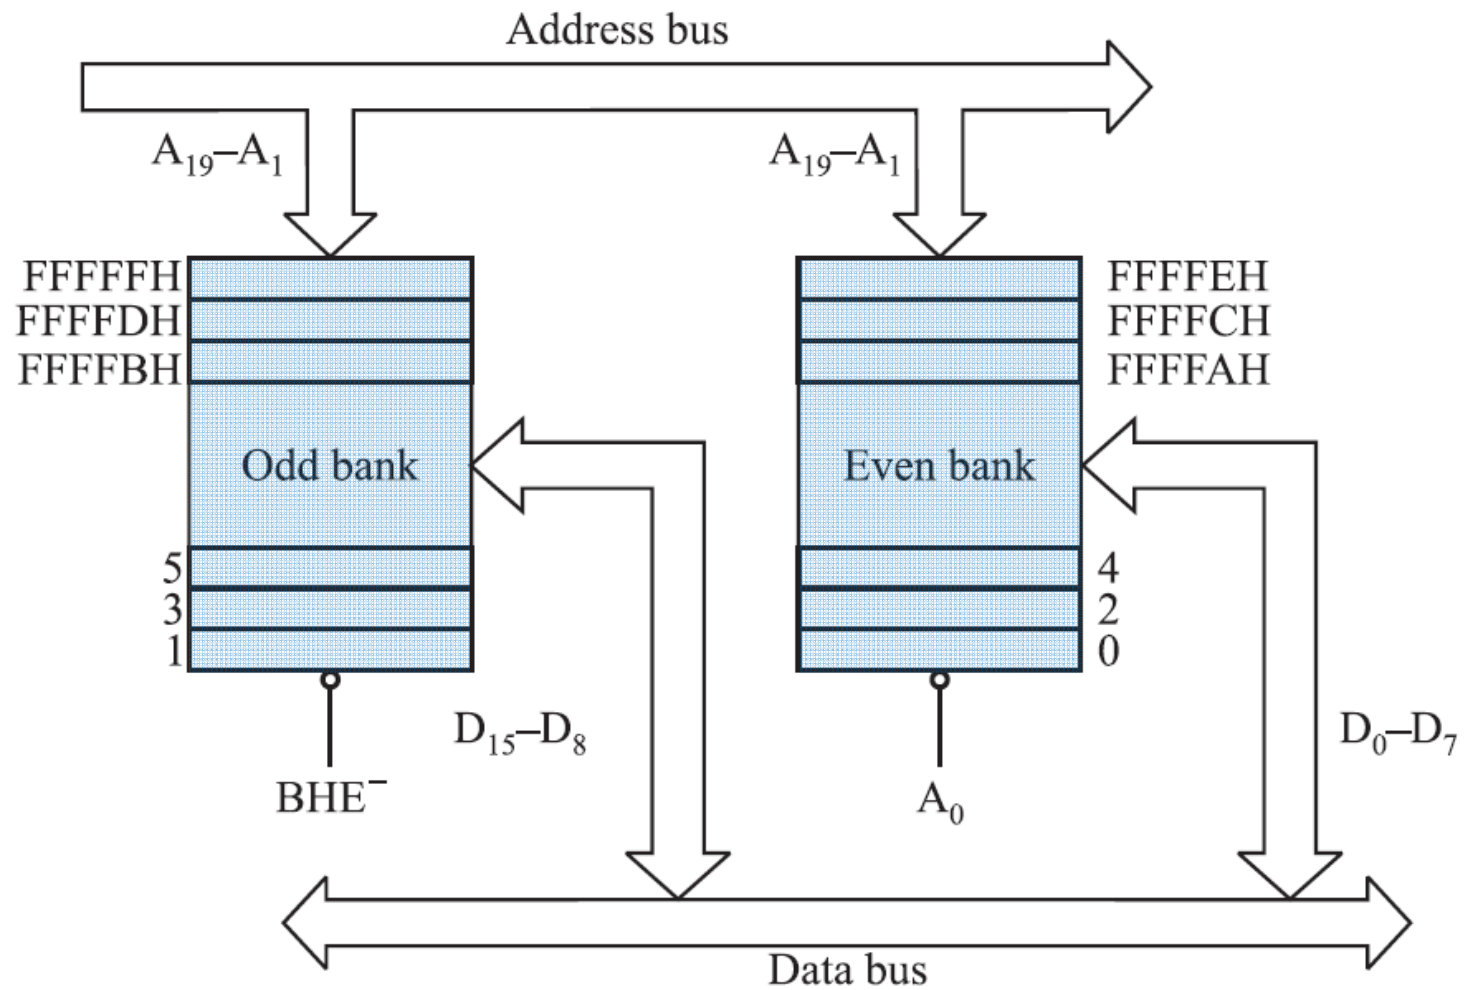 Address bus
A₁₉–A₁
A₁₉–A₁
FFFFFH
FFFFDH
FFFFBH
FFFFEH
FFFFCH
FFFFAH
Odd bank
Even bank
5
3
1
4
2
0
D₁₅–D₈
D₀–D₇
BHE⁻
A₀
Data bus